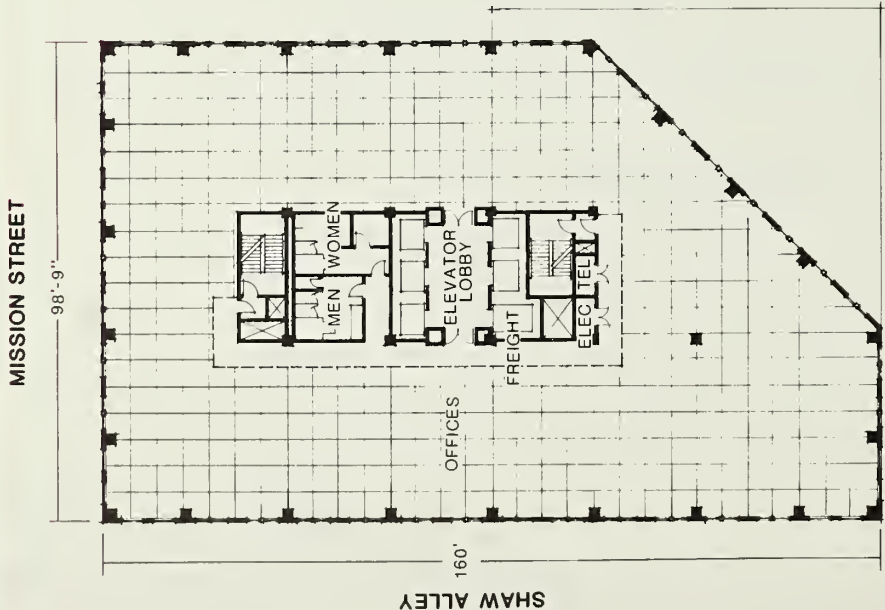 MISSION STREET
98'-9"
160'
SHAW ALLEY
WOMEN
MEN
ELEVATOR
LOBBY
FREIGHT
ELEC
TEL
OFFICES